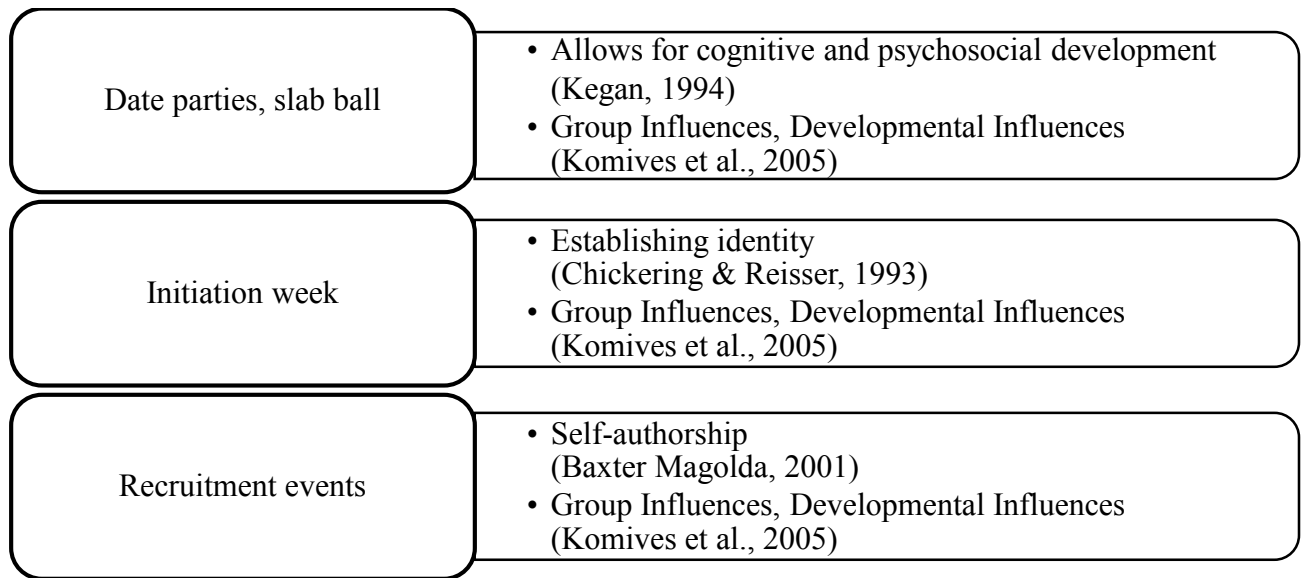 Date parties, slab ball
• Allows for cognitive and psychosocial development
(Kegan, 1994)
• Group Influences, Developmental Influences
(Komives et al., 2005)
Initiation week
• Establishing identity
(Chickering & Reisser, 1993)
• Group Influences, Developmental Influences
(Komives et al., 2005)
Recruitment events
• Self-authorship
(Baxter Magolda, 2001)
• Group Influences, Developmental Influences
(Komives et al., 2005)